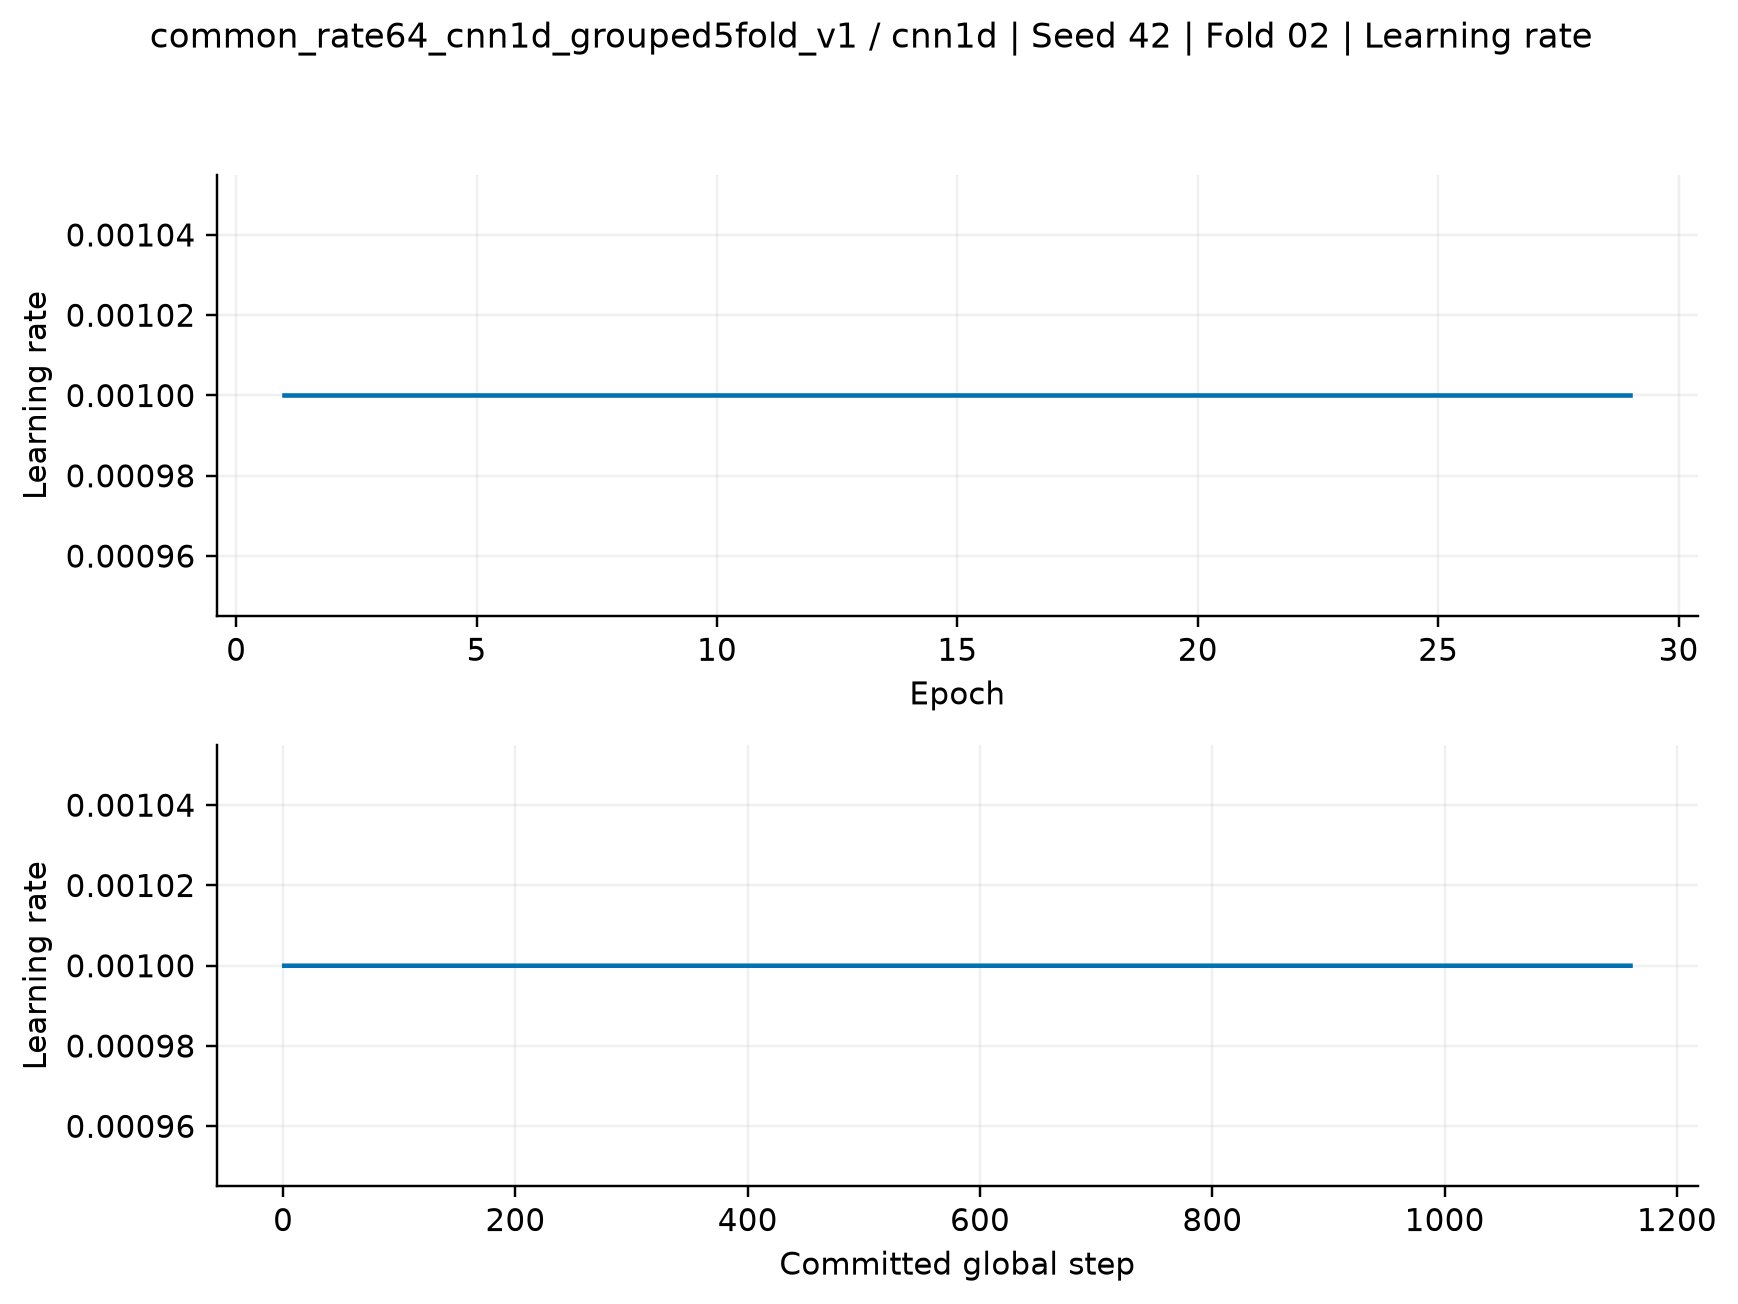 common_rate64_cnn1d_grouped5fold_v1 / cnn1d | Seed 42 | Fold 02 | Learning rate
Learning rate
0.00104
0.00102
0.00100
0.00098
0.00096
0 5 10 15 20 25 30
Epoch
Learning rate
0.00104
0.00102
0.00100
0.00098
0.00096
0 200 400 600 800 1000 1200
Committed global step